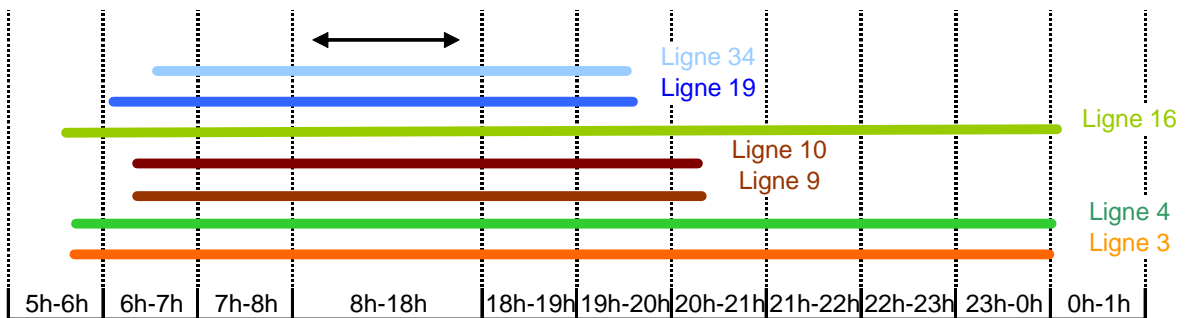 Ligne 34
Ligne 19
Ligne 16
Ligne 10
Ligne 9
Ligne 4
Ligne 3
5h-6h 6h-7h 7h-8h 8h-18h 18h-19h 19h-20h 20h-21h 21h-22h 22h-23h 23h-0h 0h-1h